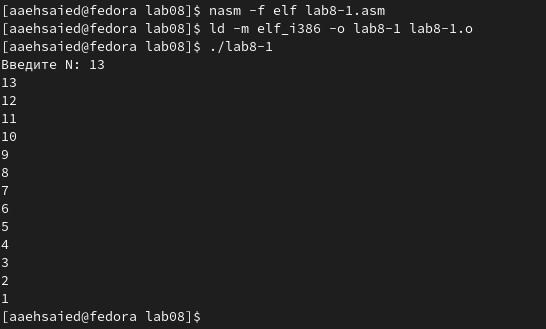 [aaehsaied@fedora lab08]$ nasm -f elf lab8-1.asm
[aaehsaied@fedora lab08]$ ld -m elf_i386 -o lab8-1 lab8-1.o
[aaehsaied@fedora lab08]$ ./lab8-1
Введите N: 13
13
12
11
10
9
8
7
6
5
4
3
2
1
[aaehsaied@fedora lab08]$